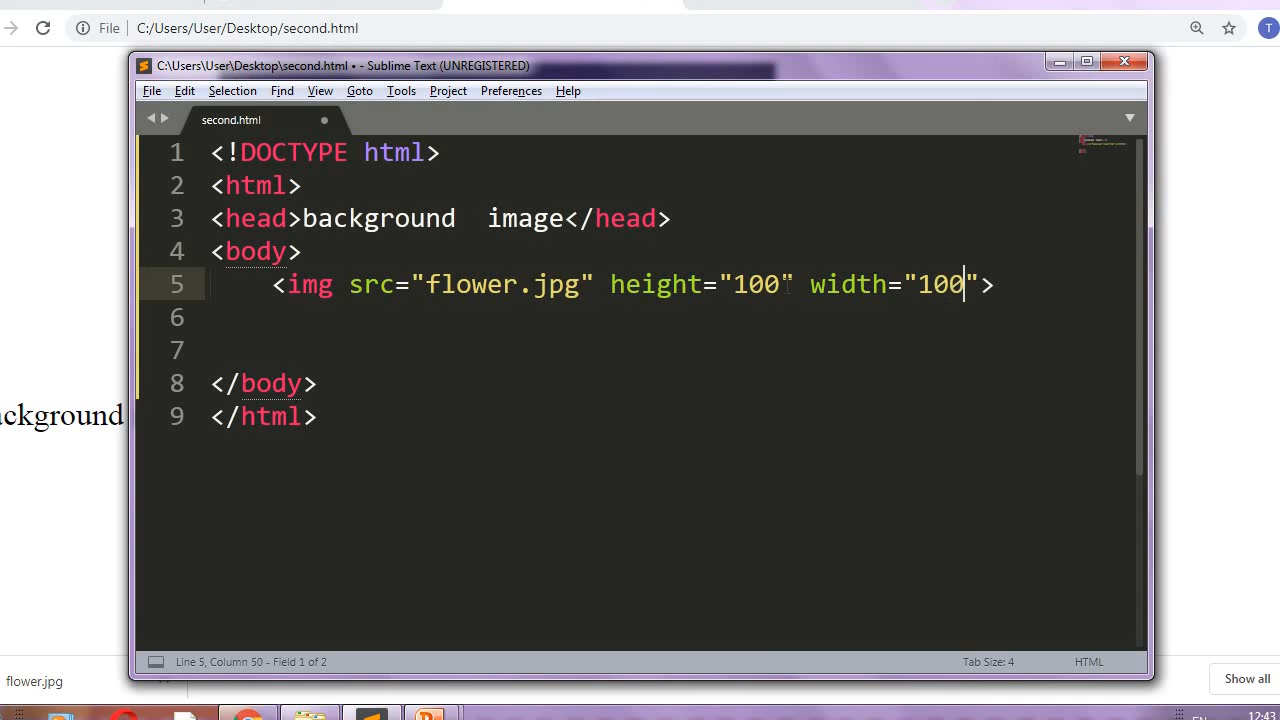 File C:/Users/User/Desktop/second.html
T
C:\Users\User\Desktop\second.html • - Sublime Text (UNREGISTERED)
File Edit Selection Find View Goto Tools Project Preferences Help
second.html
1 <!DOCTYPE html>
2 <html>
3 <head>background  image</head>
4 <body>
5     <img src="flower.jpg" height="100" width="100">
6
7
8 </body>
9 </html>
ackground
Line 5, Column 50 - Field 1 of 2 Tab Size: 4 HTML
flower.jpg Show all
EN 12:43